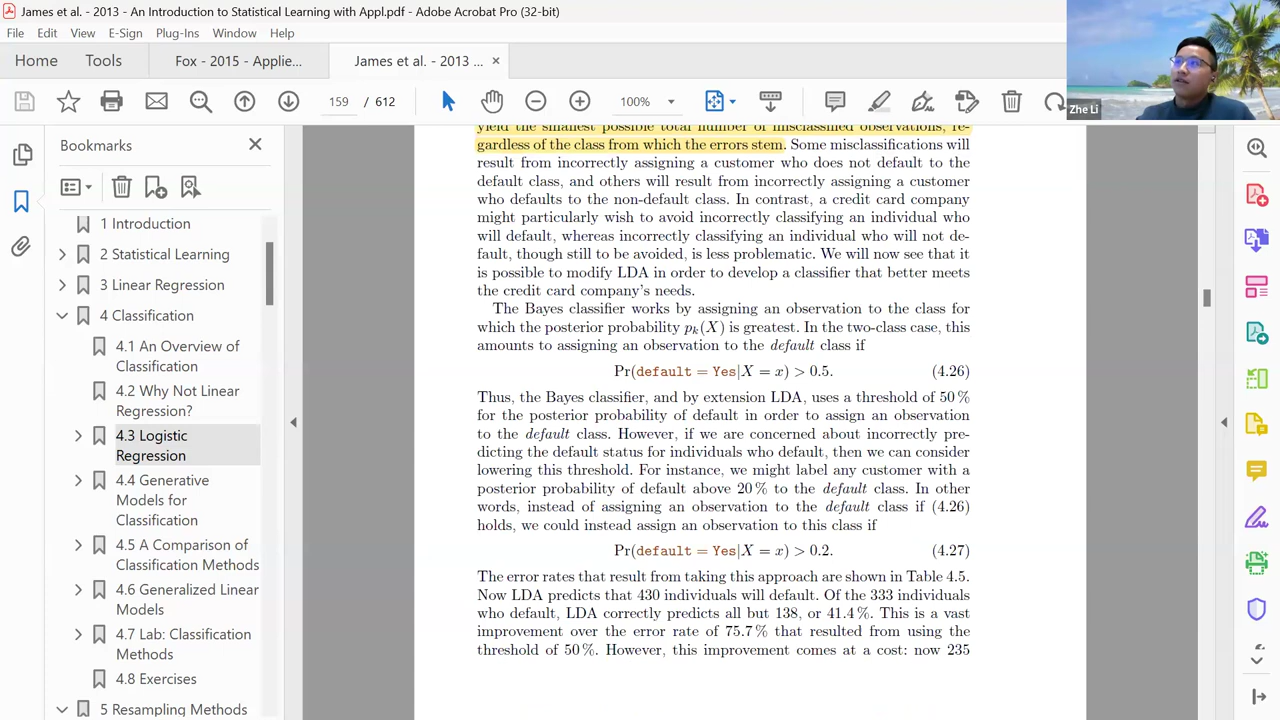 James et al. - 2013 - An Introduction to Statistical Learning with Appl.pdf - Adobe Acrobat Pro (32-bit)
File Edit View E-Sign Plug-Ins Window Help
Home Tools Fox - 2015 - Applie... James et al. - 2013 ... ×
159 / 612 100%
Zhe Li
Bookmarks
1 Introduction
2 Statistical Learning
3 Linear Regression
4 Classification
4.1 An Overview of
Classification
4.2 Why Not Linear
Regression?
4.3 Logistic
Regression
4.4 Generative
Models for
Classification
4.5 A Comparison of
Classification Methods
4.6 Generalized Linear
Models
4.7 Lab: Classification
Methods
4.8 Exercises
5 Resampling Methods
yield the smallest possible total number of misclassified observations, re-
gardless of the class from which the errors stem. Some misclassifications will
result from incorrectly assigning a customer who does not default to the
default class, and others will result from incorrectly assigning a customer
who defaults to the non-default class. In contrast, a credit card company
might particularly wish to avoid incorrectly classifying an individual who
will default, whereas incorrectly classifying an individual who will not de-
fault, though still to be avoided, is less problematic. We will now see that it
is possible to modify LDA in order to develop a classifier that better meets
the credit card company's needs.
The Bayes classifier works by assigning an observation to the class for
which the posterior probability pk(X) is greatest. In the two-class case, this
amounts to assigning an observation to the default class if
Pr(default = Yes|X = x) > 0.5. (4.26)
Thus, the Bayes classifier, and by extension LDA, uses a threshold of 50 %
for the posterior probability of default in order to assign an observation
to the default class. However, if we are concerned about incorrectly pre-
dicting the default status for individuals who default, then we can consider
lowering this threshold. For instance, we might label any customer with a
posterior probability of default above 20 % to the default class. In other
words, instead of assigning an observation to the default class if (4.26)
holds, we could instead assign an observation to this class if
Pr(default = Yes|X = x) > 0.2. (4.27)
The error rates that result from taking this approach are shown in Table 4.5.
Now LDA predicts that 430 individuals will default. Of the 333 individuals
who default, LDA correctly predicts all but 138, or 41.4 %. This is a vast
improvement over the error rate of 75.7 % that resulted from using the
threshold of 50 %. However, this improvement comes at a cost: now 235